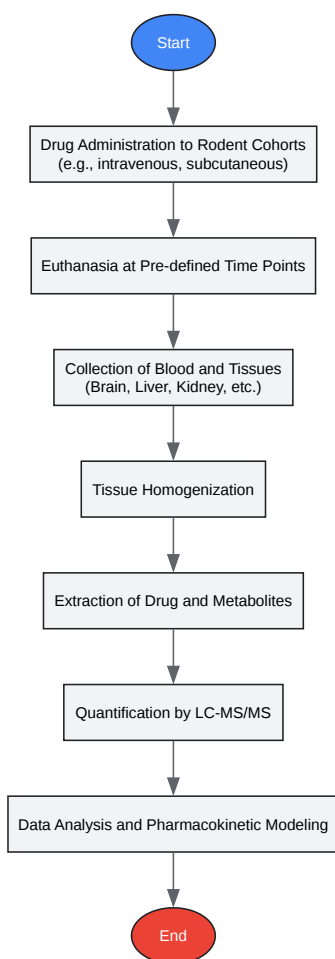 Start
Drug Administration to Rodent Cohorts
(e.g., intravenous, subcutaneous)
Euthanasia at Pre-defined Time Points
Collection of Blood and Tissues
(Brain, Liver, Kidney, etc.)
Tissue Homogenization
Extraction of Drug and Metabolites
Quantification by LC-MS/MS
Data Analysis and Pharmacokinetic Modeling
End